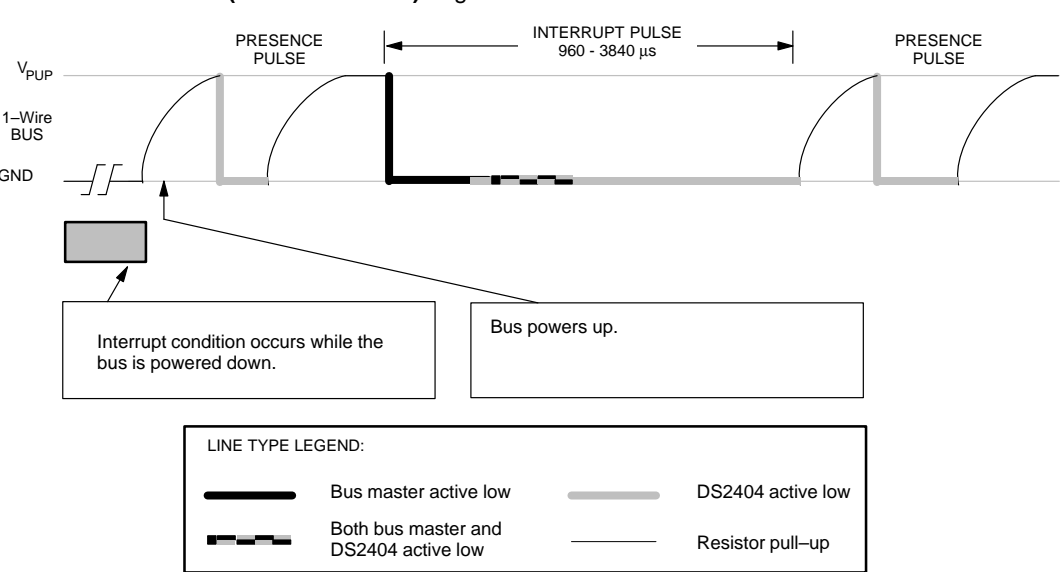 PRESENCE
PULSE
INTERRUPT PULSE
960 - 3840 µs
PRESENCE
PULSE
VPUP
1–Wire
BUS
GND
Interrupt condition occurs while the
bus is powered down.
Bus powers up.
LINE TYPE LEGEND:
Bus master active low
DS2404 active low
Both bus master and
DS2404 active low
Resistor pull–up